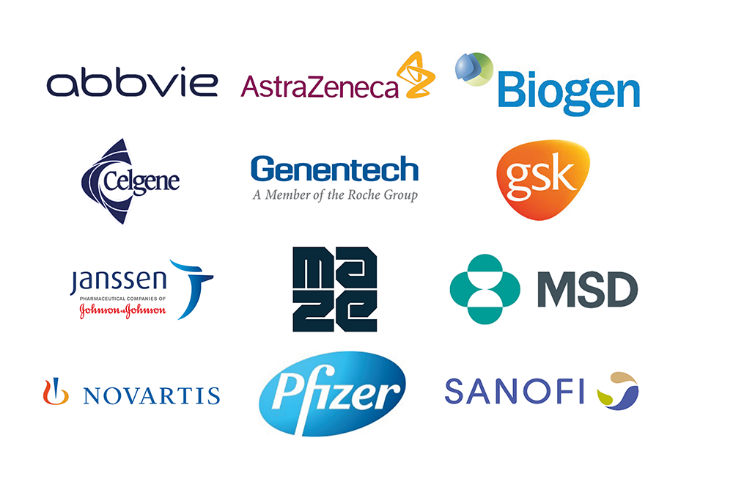 abbvie
AstraZeneca
Biogen
Celgene
Genentech
A Member of the Roche Group
gsk
janssen
PHARMACEUTICAL COMPANIES OF
Johnson & Johnson
maze
MSD
NOVARTIS
Pfizer
SANOFI